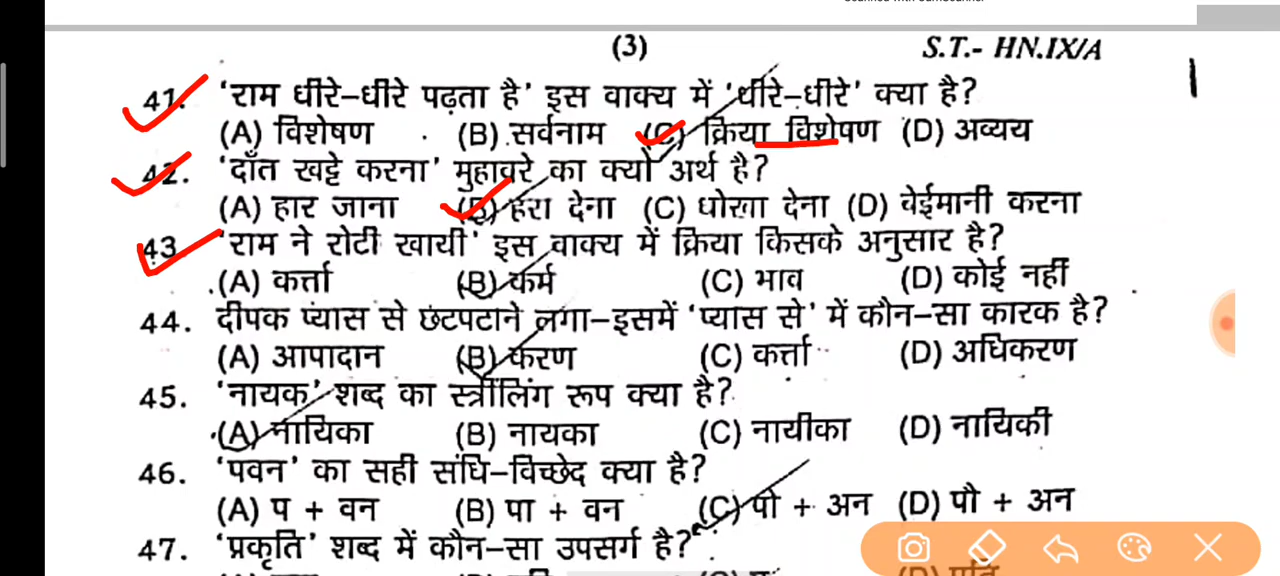 (3) S.T.- HN.IX/A
41. 'राम धीरे-धीरे पढ़ता है' इस वाक्य में 'धीरे-धीरे' क्या है?
(A) विशेषण (B) सर्वनाम (C) क्रिया विशेषण (D) अव्यय
42. 'दाँत खट्टे करना' मुहावरे का क्यों अर्थ है?
(A) हार जाना (B) हरा देना (C) धोखा देना (D) वेईमानी करना
43. 'राम ने रोटी खायी' इस वाक्य में क्रिया किसके अनुसार है?
(A) कर्त्ता (B) कर्म (C) भाव (D) कोई नहीं
44. दीपक प्यास से छटपटाने लगा–इसमें 'प्यास से' में कौन–सा कारक है?
(A) आपादान (B) करण (C) कर्त्ता (D) अधिकरण
45. 'नायक' शब्द का स्त्रीलिंग रूप क्या है?
(A) नायिका (B) नायका (C) नायीका (D) नायिकी
46. 'पवन' का सही संधि–विच्छेद क्या है?
(A) प + वन (B) पा + वन (C) पो + अन (D) पौ + अन
47. 'प्रकृति' शब्द में कौन–सा उपसर्ग है?